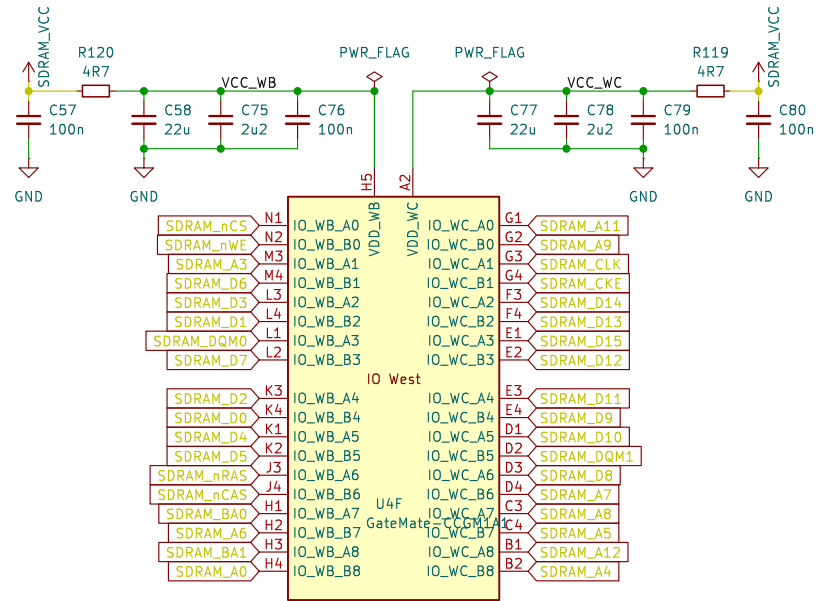 SDRAM_VCC
R120
4R7
PWR_FLAG
PWR_FLAG
R119
4R7
SDRAM_VCC
VCC_WB
VCC_WC
C57
100n
C58
22u
C75
2u2
C76
100n
C77
22u
C78
2u2
C79
100n
C80
100n
GND
GND
GND
GND
H5
A2
VDD_WB
VDD_WC
SDRAM_nCS N1 IO_WB_A0 IO_WC_A0 G1 SDRAM_A11
SDRAM_nWE N2 IO_WB_B0 IO_WC_B0 G2 SDRAM_A9
SDRAM_A3 M3 IO_WB_A1 IO_WC_A1 G3 SDRAM_CLK
SDRAM_D6 M4 IO_WB_B1 IO_WC_B1 G4 SDRAM_CKE
SDRAM_D3 L3 IO_WB_A2 IO_WC_A2 F3 SDRAM_D14
SDRAM_D1 L4 IO_WB_B2 IO_WC_B2 F4 SDRAM_D13
SDRAM_DQM0 L1 IO_WB_A3 IO_WC_A3 E1 SDRAM_D15
SDRAM_D7 L2 IO_WB_B3 IO_WC_B3 E2 SDRAM_D12
IO West
SDRAM_D2 K3 IO_WB_A4 IO_WC_A4 E3 SDRAM_D11
SDRAM_D0 K4 IO_WB_B4 IO_WC_B4 E4 SDRAM_D9
SDRAM_D4 K1 IO_WB_A5 IO_WC_A5 D1 SDRAM_D10
SDRAM_D5 K2 IO_WB_B5 IO_WC_B5 D2 SDRAM_DQM1
SDRAM_nRAS J3 IO_WB_A6 IO_WC_A6 D3 SDRAM_D8
SDRAM_nCAS J4 IO_WB_B6 IO_WC_B6 D4 SDRAM_A7
U4F
SDRAM_BA0 H1 IO_WB_A7 IO_WC_A7 C3 SDRAM_A8
GateMate-CCGM1A1
SDRAM_A6 H2 IO_WB_B7 IO_WC_B7 C4 SDRAM_A5
SDRAM_BA1 H3 IO_WB_A8 IO_WC_A8 B1 SDRAM_A12
SDRAM_A0 H4 IO_WB_B8 IO_WC_B8 B2 SDRAM_A4